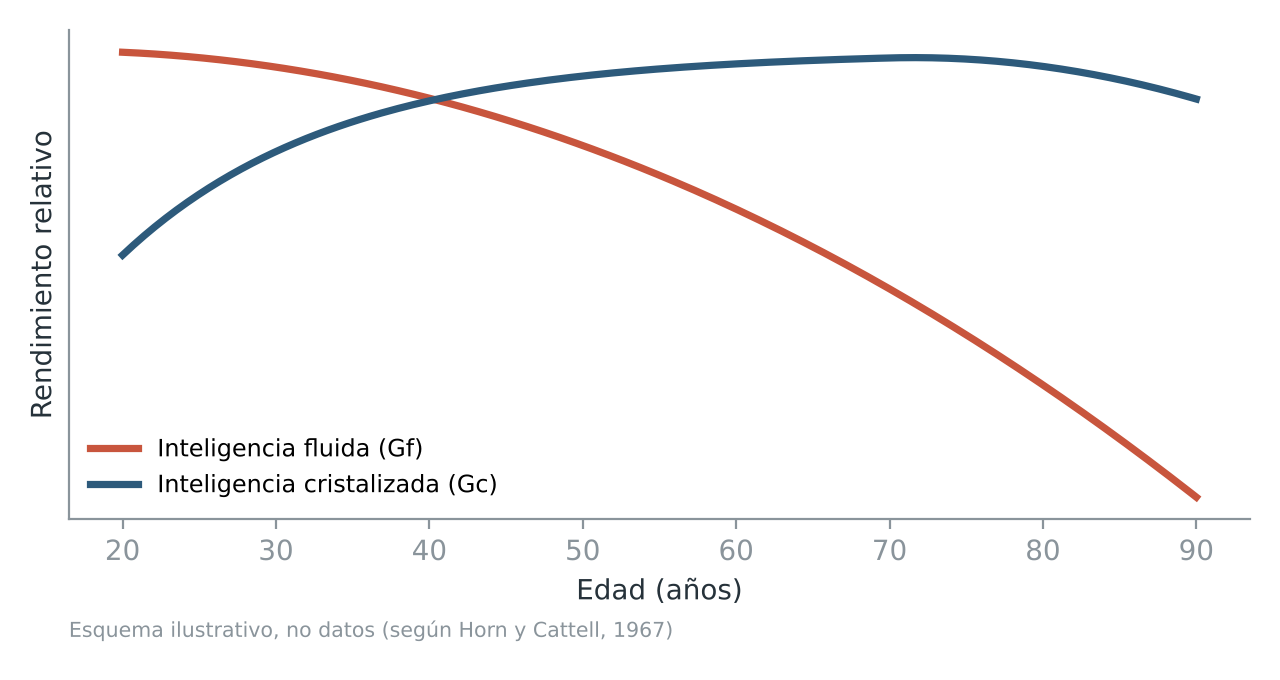 Rendimiento relativo
Inteligencia fluida (Gf)
Inteligencia cristalizada (Gc)
20 30 40 50 60 70 80 90
Edad (años)
Esquema ilustrativo, no datos (según Horn y Cattell, 1967)